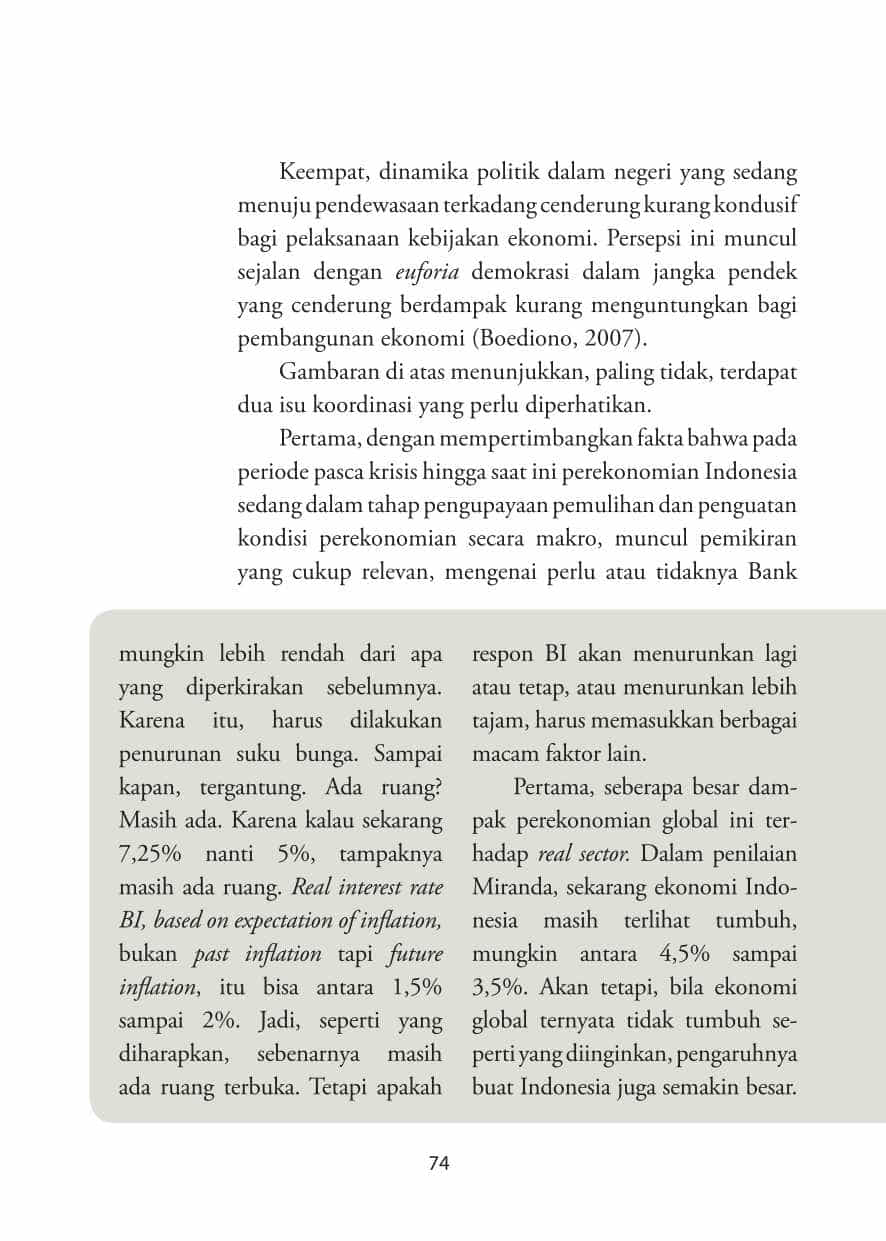 Keempat, dinamika politik dalam negeri yang sedang
menuju pendewasaan terkadang cenderung kurang kondusif
bagi pelaksanaan kebijakan ekonomi. Persepsi ini muncul
sejalan dengan euforia demokrasi dalam jangka pendek
yang cenderung berdampak kurang menguntungkan bagi
pembangunan ekonomi (Boediono, 2007).
Gambaran di atas menunjukkan, paling tidak, terdapat
dua isu koordinasi yang perlu diperhatikan.
Pertama, dengan mempertimbangkan fakta bahwa pada
periode pasca krisis hingga saat ini perekonomian Indonesia
sedang dalam tahap pengupayaan pemulihan dan penguatan
kondisi perekonomian secara makro, muncul pemikiran
yang cukup relevan, mengenai perlu atau tidaknya Bank
mungkin lebih rendah dari apa
yang diperkirakan sebelumnya.
Karena itu, harus dilakukan
penurunan suku bunga. Sampai
kapan, tergantung. Ada ruang?
Masih ada. Karena kalau sekarang
7,25% nanti 5%, tampaknya
masih ada ruang. Real interest rate
BI, based on expectation of inflation,
bukan past inflation tapi future
inflation, itu bisa antara 1,5%
sampai 2%. Jadi, seperti yang
diharapkan, sebenarnya masih
ada ruang terbuka. Tetapi apakah
respon BI akan menurunkan lagi
atau tetap, atau menurunkan lebih
tajam, harus memasukkan berbagai
macam faktor lain.
Pertama, seberapa besar dam-
pak perekonomian global ini ter-
hadap real sector. Dalam penilaian
Miranda, sekarang ekonomi Indo-
nesia masih terlihat tumbuh,
mungkin antara 4,5% sampai
3,5%. Akan tetapi, bila ekonomi
global ternyata tidak tumbuh se-
perti yang diinginkan, pengaruhnya
buat Indonesia juga semakin besar.
74